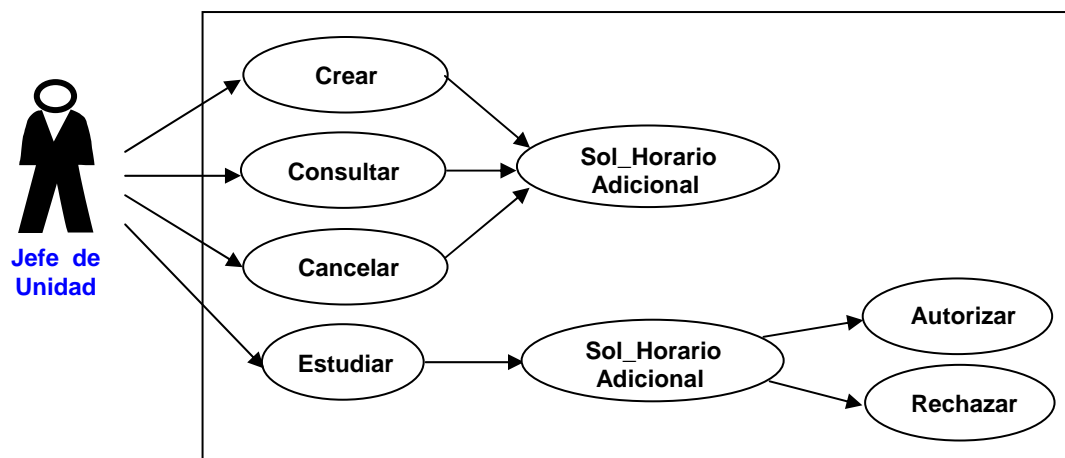 Crear
Consultar
Cancelar
Estudiar
Jefe de
Unidad
Sol_Horario
Adicional
Sol_Horario
Adicional
Autorizar
Rechazar